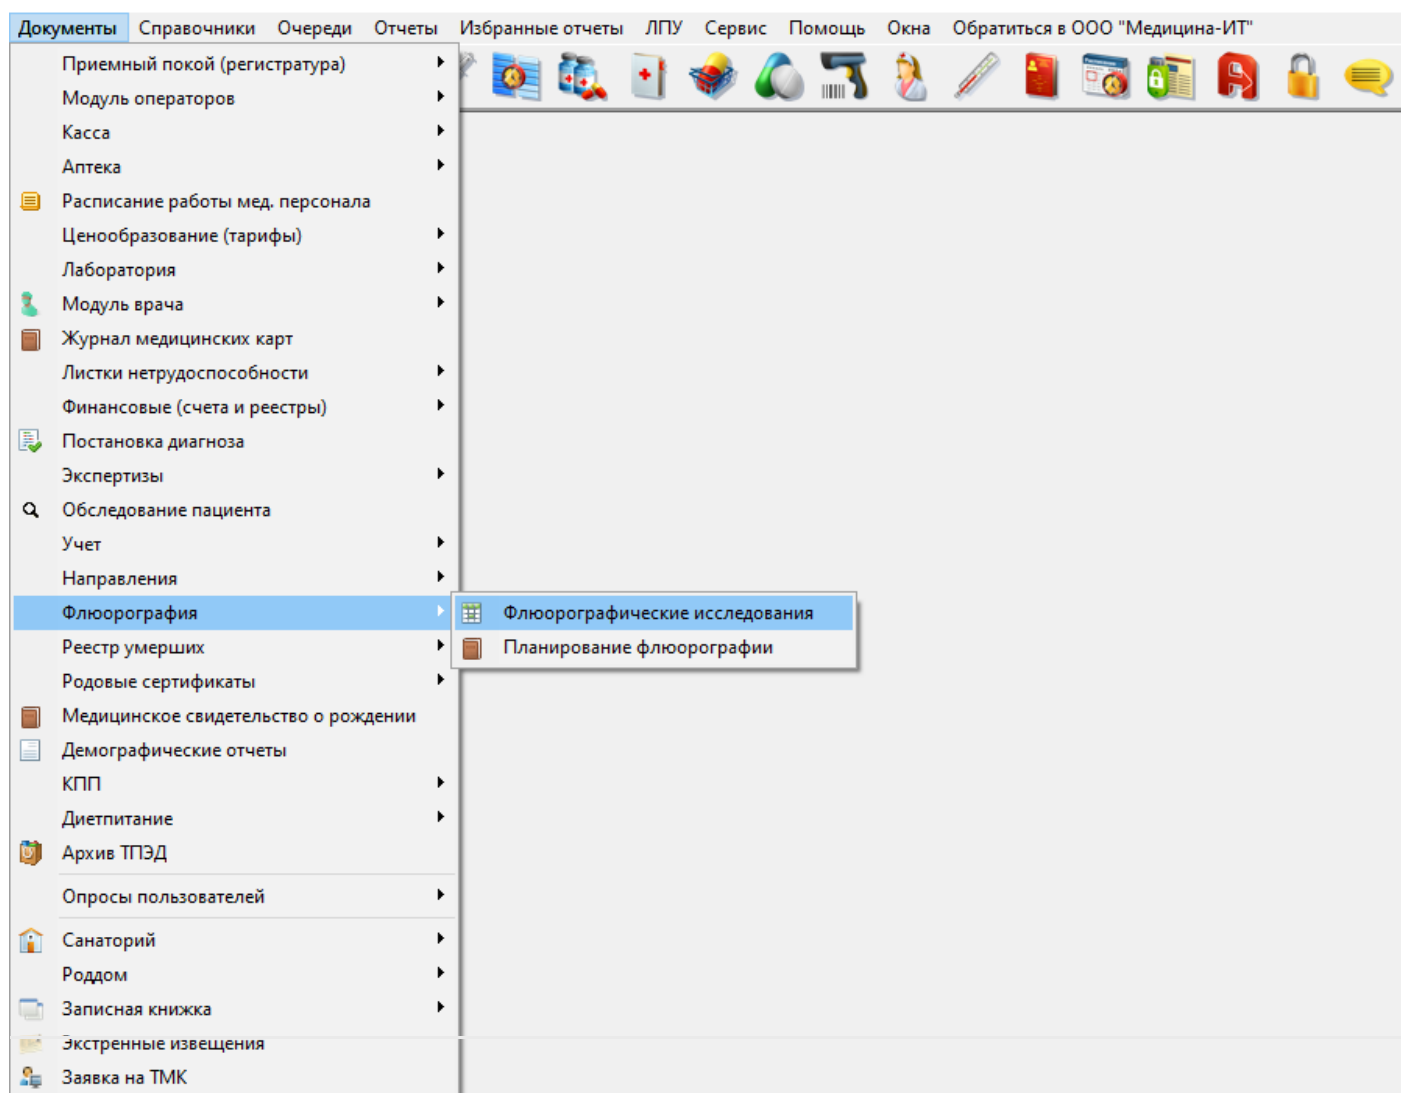 Документы Справочники Очереди Отчеты Избранные отчеты ЛПУ Сервис Помощь Окна Обратиться в ООО "Медицина-ИТ"
Приемный покой (регистратура)
Модуль операторов
Касса
Аптека
Расписание работы мед. персонала
Ценообразование (тарифы)
Лаборатория
Модуль врача
Журнал медицинских карт
Листки нетрудоспособности
Финансовые (счета и реестры)
Постановка диагноза
Экспертизы
Обследование пациента
Учет
Направления
Флюорография
Флюорографические исследования
Планирование флюорографии
Реестр умерших
Родовые сертификаты
Медицинское свидетельство о рождении
Демографические отчеты
КПП
Диетпитание
Архив ТПЭД
Опросы пользователей
Санаторий
Роддом
Записная книжка
Экстренные извещения
Заявка на ТМК